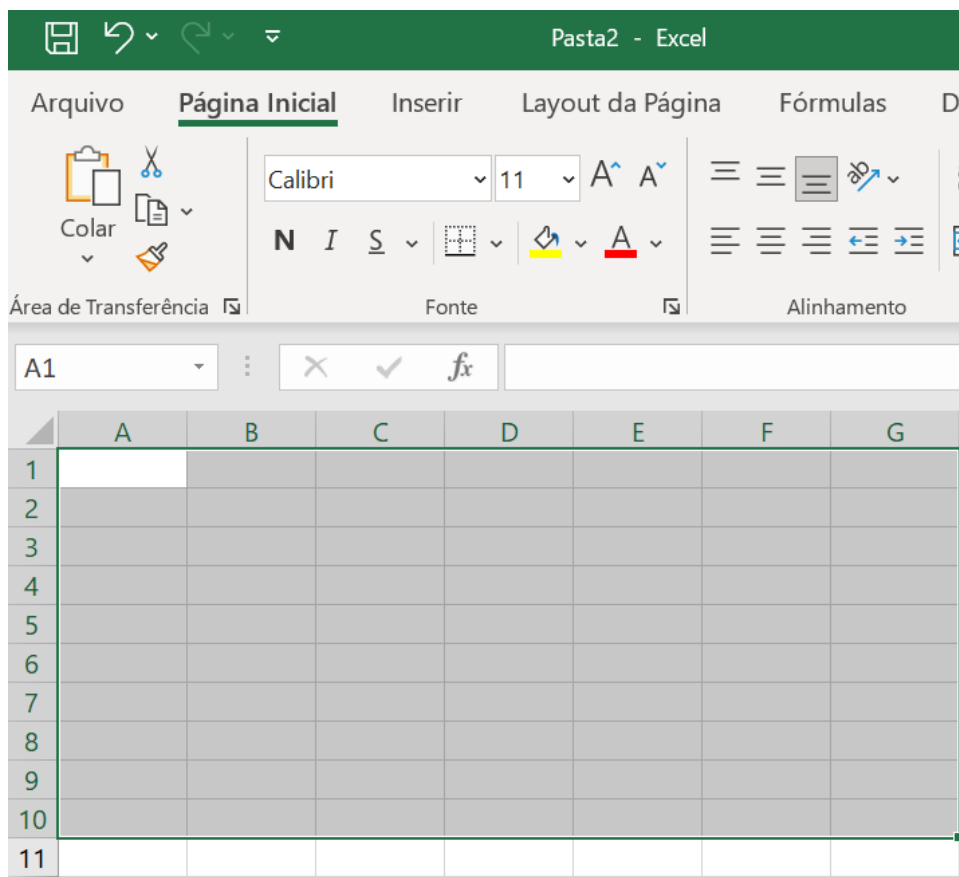 Pasta2 - Excel
Arquivo Página Inicial Inserir Layout da Página Fórmulas D
Colar
Calibri 11 A A ab
N I S A
Área de Transferência Fonte Alinhamento
A1 fx
A B C D E F G
1
2
3
4
5
6
7
8
9
10
11